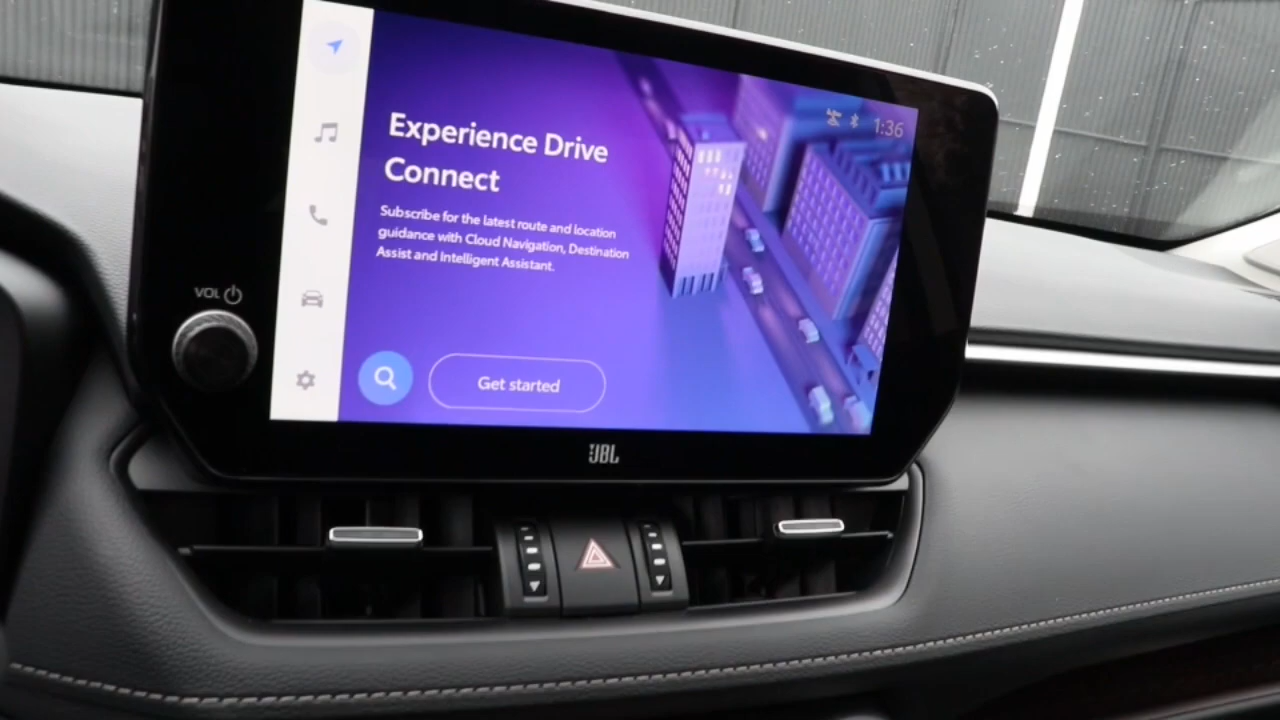 1:36
Experience Drive
Connect
Subscribe for the latest route and location
guidance with Cloud Navigation, Destination
Assist and Intelligent Assistant.
VOL
Get started
JBL